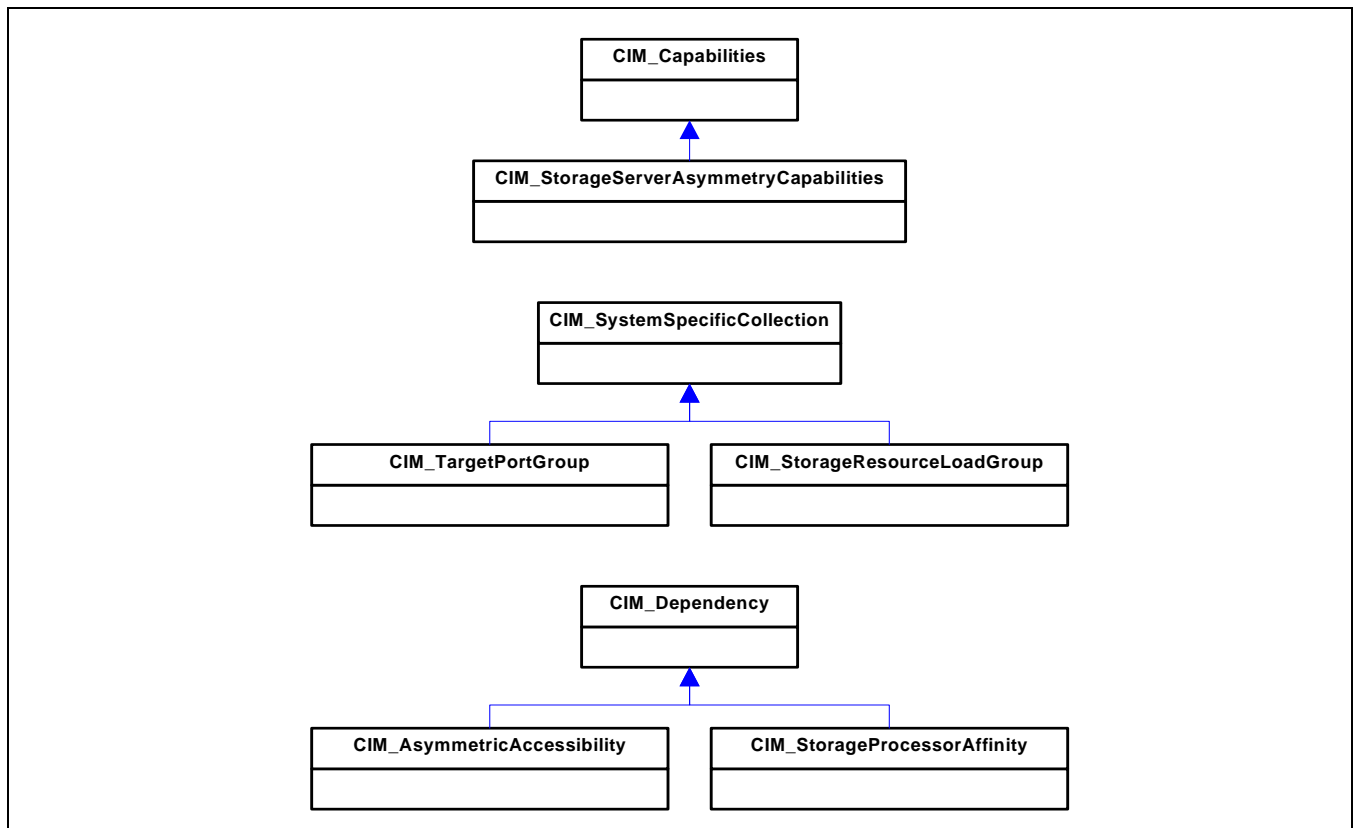 CIM_Capabilities
CIM_StorageServerAsymmetryCapabilities
CIM_SystemSpecificCollection
CIM_TargetPortGroup
CIM_StorageResourceLoadGroup
CIM_Dependency
CIM_AsymmetricAccessibility
CIM_StorageProcessorAffinity